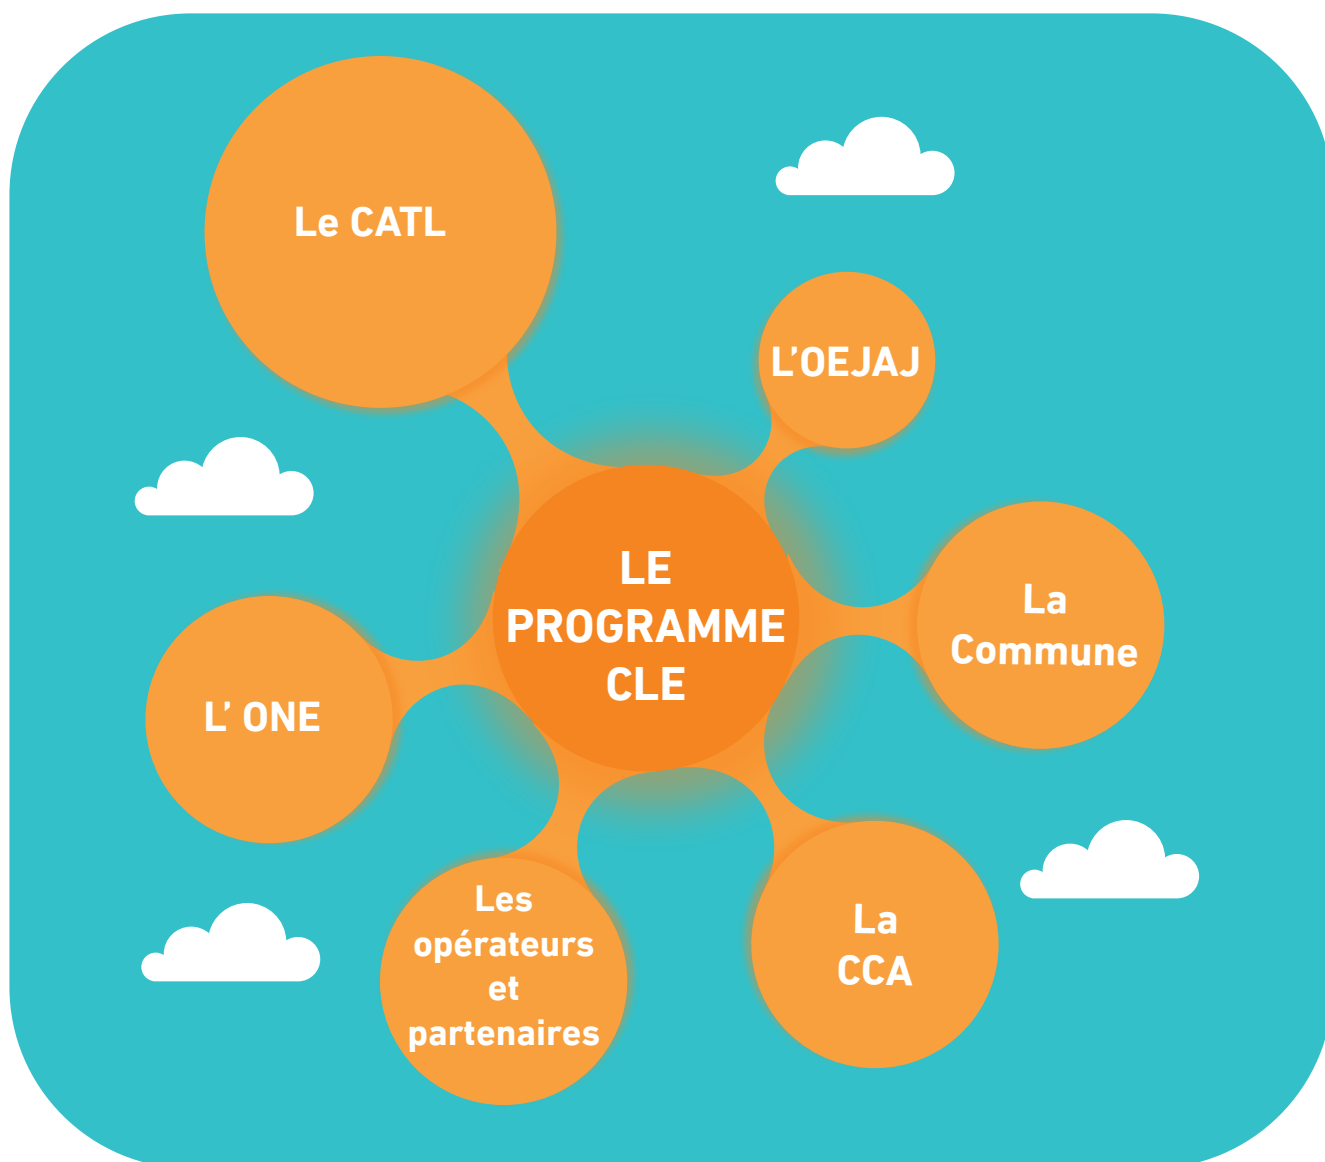 Le CATL
L'OEJAJ
LE
PROGRAMME
CLE
La
Commune
L' ONE
Les
opérateurs
et
partenaires
La
CCA